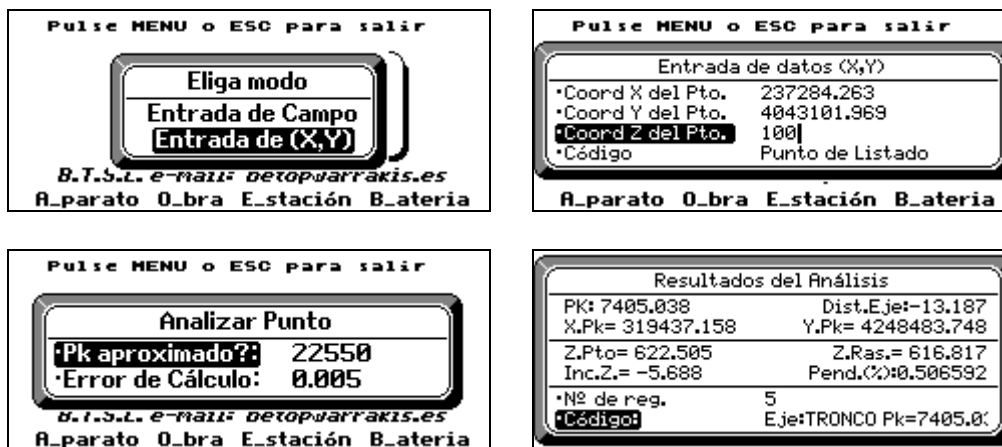 Pulse MENU o ESC para salir
Eliga modo
Entrada de Campo
Entrada de (X,Y)
B.T.S.L. e-mail:
A_parato O_bra E_stación B_ateria
Pulse MENU o ESC para salir
Entrada de datos (X,Y)
·Coord X del Pto. 237284.263
·Coord Y del Pto. 4043101.969
·Coord Z del Pto. 100
·Código Punto de Listado
A_parato O_bra E_stación B_ateria
Pulse MENU o ESC para salir
Analizar Punto
·Pk aproximado?: 22550
·Error de Cálculo: 0.005
B.T.S.L. e-mail:
A_parato O_bra E_stación B_ateria
Resultados del Análisis
PK: 7405.038 Dist.Eje:-13.187
X.Pk= 319437.158 Y.Pk= 4248483.748
Z.Pto= 622.505 Z.Ras.= 616.817
Inc.Z.= -5.688 Pend.(%):0.506592
·Nº de reg. 5
·Código: Eje:TRONCO Pk=7405.0